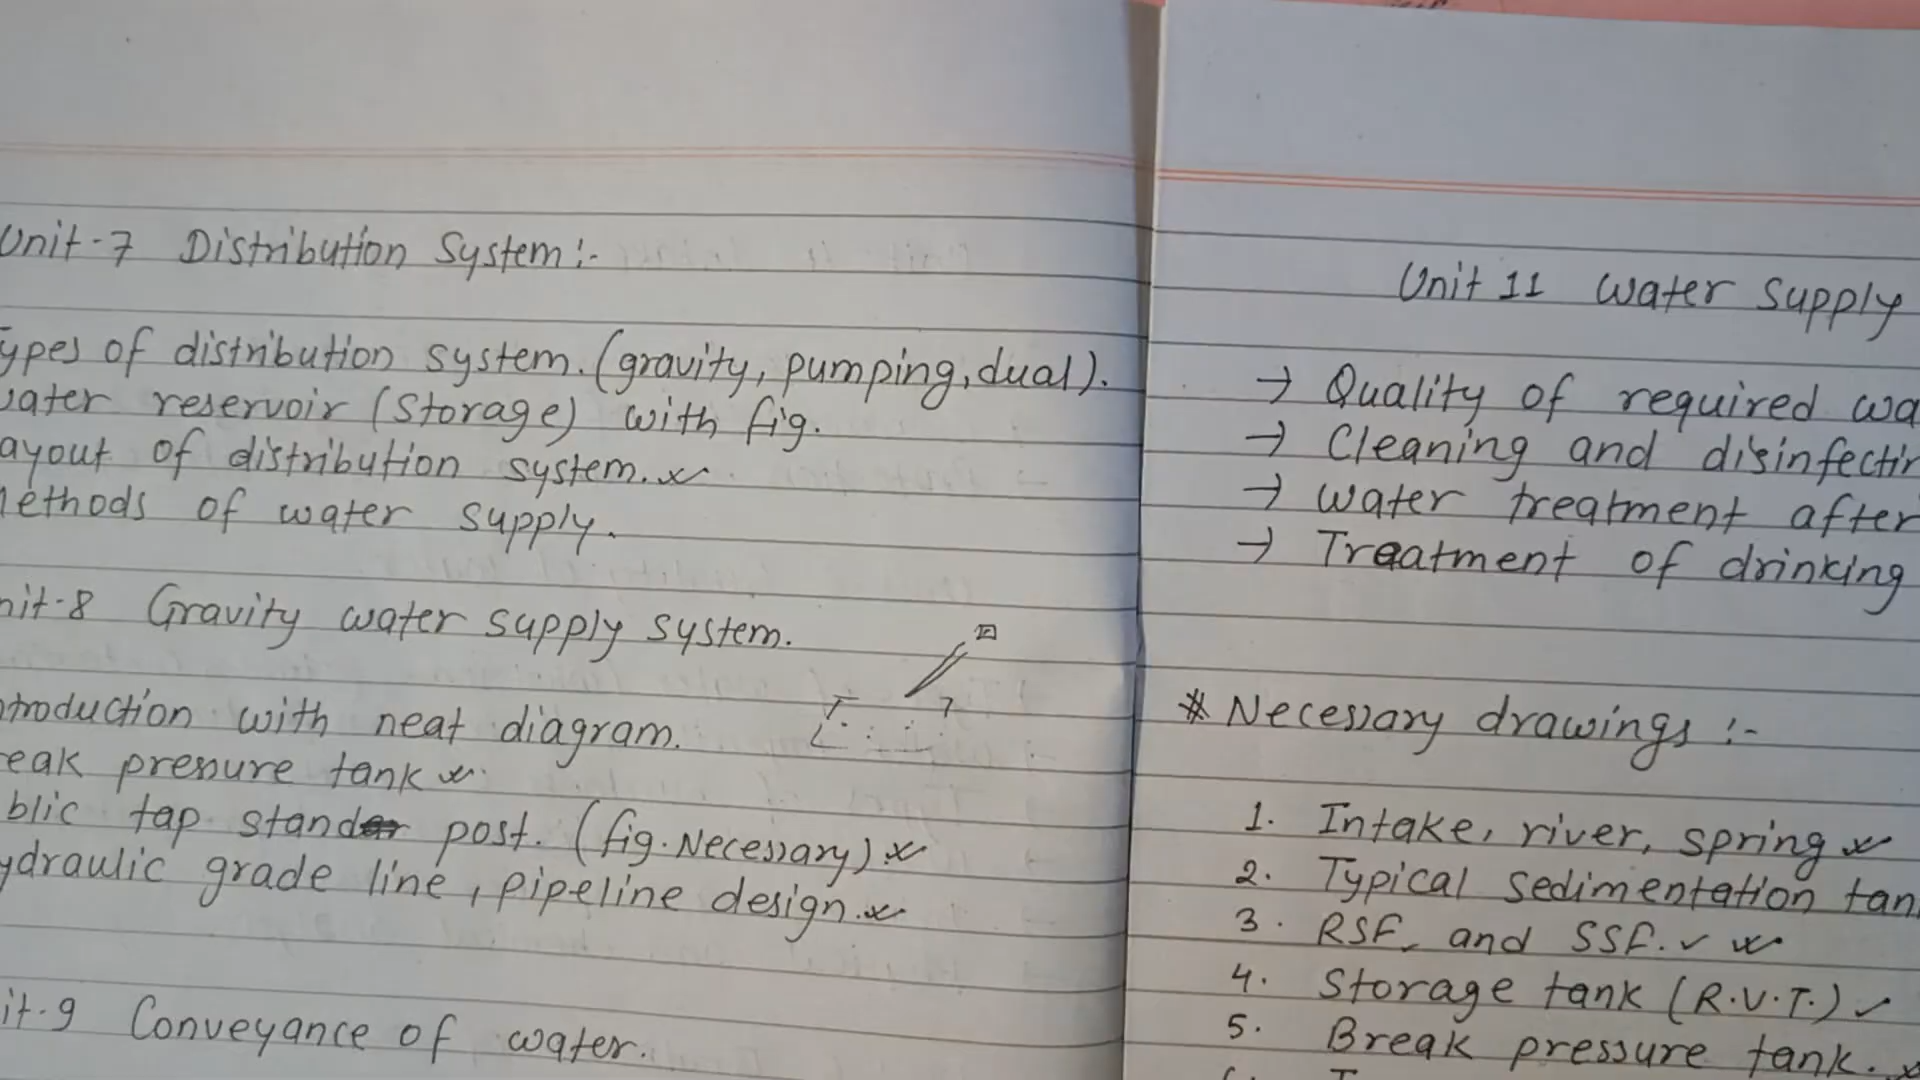 Unit-7 Distribution System:-
ypes of distribution system. (gravity, pumping, dual).
water reservoir (storage) with fig.
ayout of distribution system.
Methods of water supply.
nit-8 Gravity water supply system.
ntroduction with neat diagram.
eak pressure tank
blic tap stand post. (fig. Necessary)
ydraulic grade line, pipeline design.
it-9 Conveyance of water.
Unit 11 Water Supply
→ Quality of required wa
→ Cleaning and disinfectin
→ Water treatment after
→ Treatment of drinking
* Necessary drawings :-
1. Intake, river, spring
2. Typical sedimentation tan
3. RSF and SSF. ✓
4. Storage tank (R.V.T.) ✓
5. Break pressure tank.